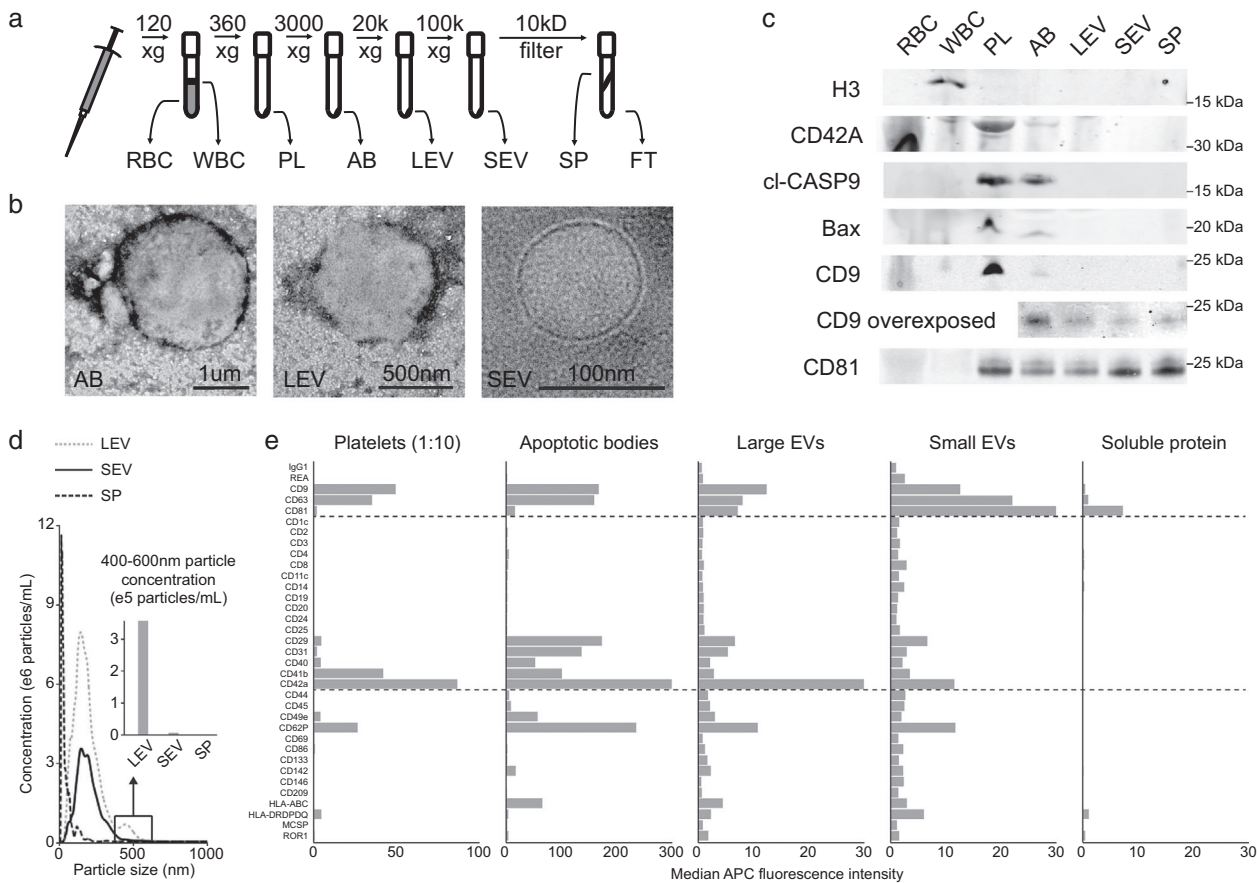 a
120 360 3000 20k 100k 10kD
xg xg xg xg xg filter
RBC WBC PL AB LEV SEV SP FT
b
AB 1um
LEV 500nm
SEV 100nm
c
RBC WBC PL AB LEV SEV SP
H3
15 kDa
CD42A
30 kDa
cl-CASP9
15 kDa
Bax
20 kDa
CD9
25 kDa
CD9 overexposed
25 kDa
CD81
25 kDa
d
LEV
SEV
SP
Concentration (e6 particles/mL)
12
9
6
3
0
0 500 1000
Particle size (nm)
400-600nm particle
concentration
(e5 particles/mL)
3
2
1
0
LEV SEV SP
e
Platelets (1:10) Apoptotic bodies Large EVs Small EVs Soluble protein
IgG1
REA
CD9
CD63
CD81
CD1c
CD2
CD3
CD4
CD8
CD11c
CD14
CD19
CD20
CD24
CD25
CD29
CD31
CD40
CD41b
CD42a
CD44
CD45
CD49e
CD62P
CD69
CD86
CD133
CD142
CD146
CD209
HLA-ABC
HLA-DRDPDQ
MCSP
ROR1
0 50 100 0 100 200 300 0 10 20 30 0 10 20 30 0 10 20 30
Median APC fluorescence intensity